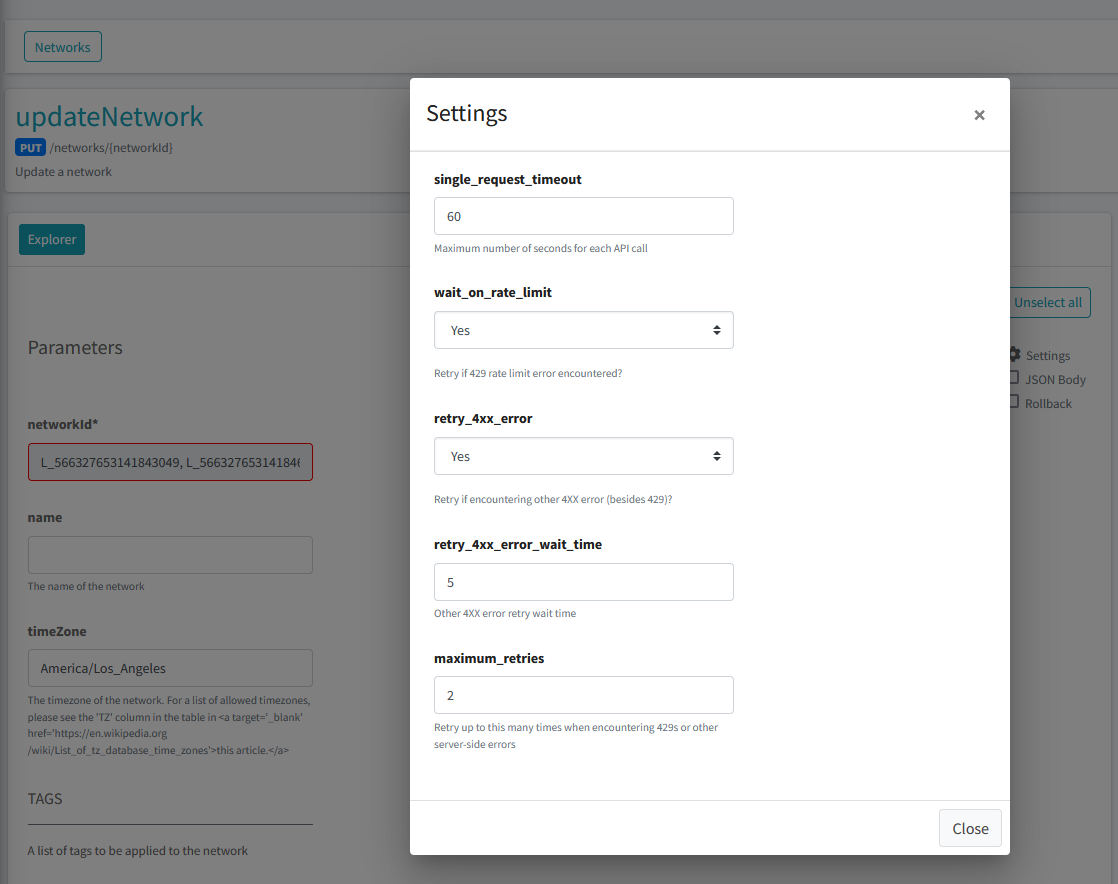 Networks
updateNetwork
PUT /networks/{networkId}
Update a network
Explorer
Unselect all
Settings
JSON Body
Rollback
Parameters
networkId*
L_566327653141843049, L_56632765314184
name
The name of the network
timeZone
America/Los_Angeles
The timezone of the network. For a list of allowed timezones,
please see the 'TZ' column in the table in <a target='_blank'
href='https://en.wikipedia.org
/wiki/List_of_tz_database_time_zones'>this article.</a>
TAGS
A list of tags to be applied to the network
Settings
×
single_request_timeout
60
Maximum number of seconds for each API call
wait_on_rate_limit
Yes
Retry if 429 rate limit error encountered?
retry_4xx_error
Yes
Retry if encountering other 4XX error (besides 429)?
retry_4xx_error_wait_time
5
Other 4XX error retry wait time
maximum_retries
2
Retry up to this many times when encountering 429s or other
server-side errors
Close